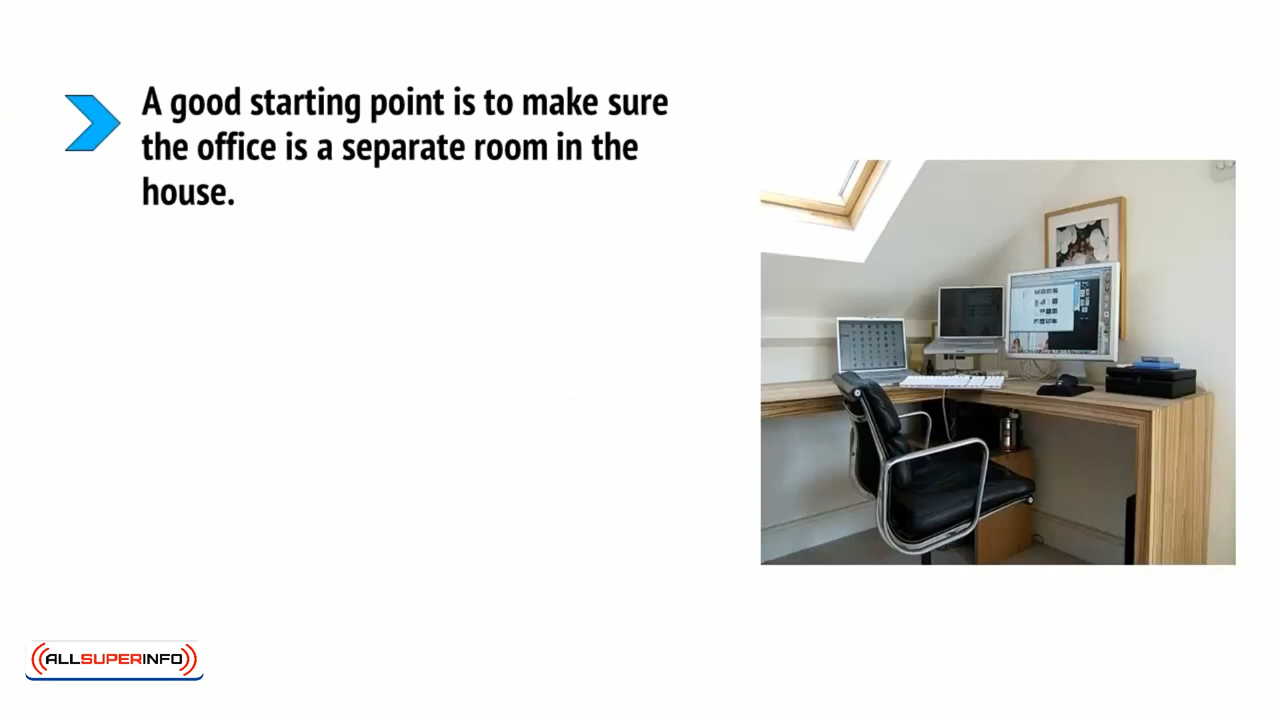 A good starting point is to make sure
the office is a separate room in the
house.
ALLSUPERINFO